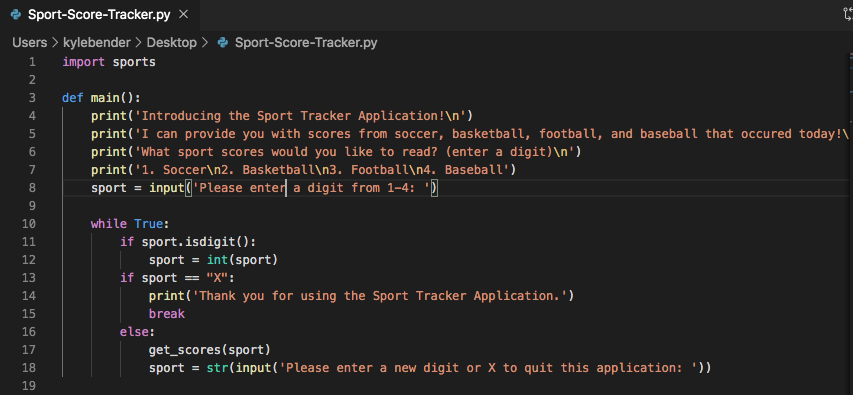 Sport-Score-Tracker.py ×
Users > kylebender > Desktop > Sport-Score-Tracker.py
1 import sports
2
3 def main():
4     print('Introducing the Sport Tracker Application!\n')
5     print('I can provide you with scores from soccer, basketball, football, and baseball that occured today!\
6     print('What sport scores would you like to read? (enter a digit)\n')
7     print('1. Soccer\n2. Basketball\n3. Football\n4. Baseball')
8     sport = input('Please enter a digit from 1-4: ')
9
10     while True:
11         if sport.isdigit():
12             sport = int(sport)
13         if sport == "X":
14             print('Thank you for using the Sport Tracker Application.')
15             break
16         else:
17             get_scores(sport)
18             sport = str(input('Please enter a new digit or X to quit this application: '))
19